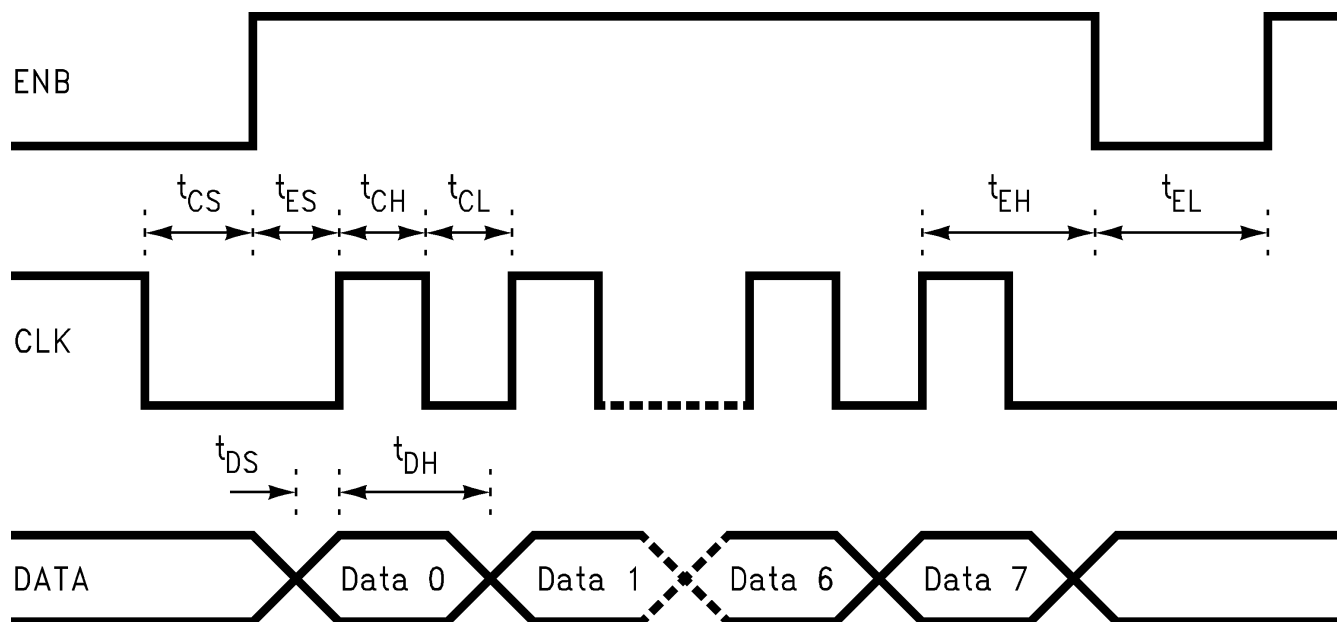 ENB
tCS tES tCH tCL tEH tEL
CLK
tDS tDH
DATA Data 0 Data 1 Data 6 Data 7